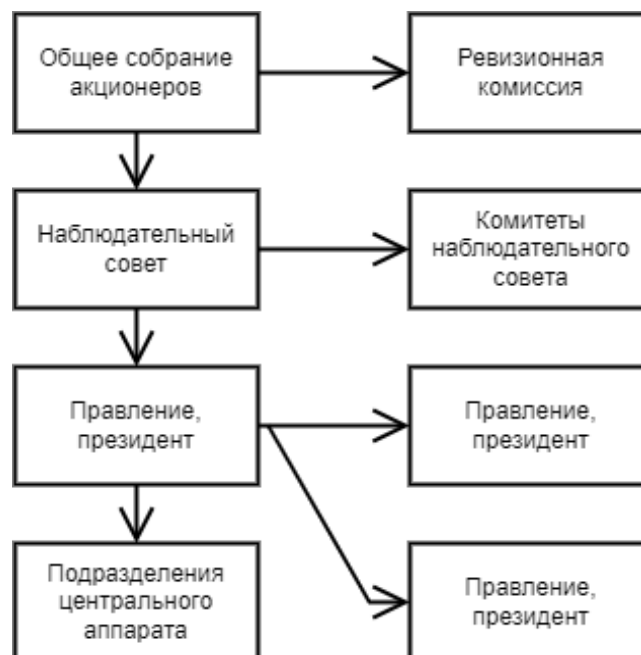 Общее собрание
акционеров
Ревизионная
комиссия
Наблюдательный
совет
Комитеты
наблюдательного
совета
Правление,
президент
Правление,
президент
Подразделения
центрального
аппарата
Правление,
президент